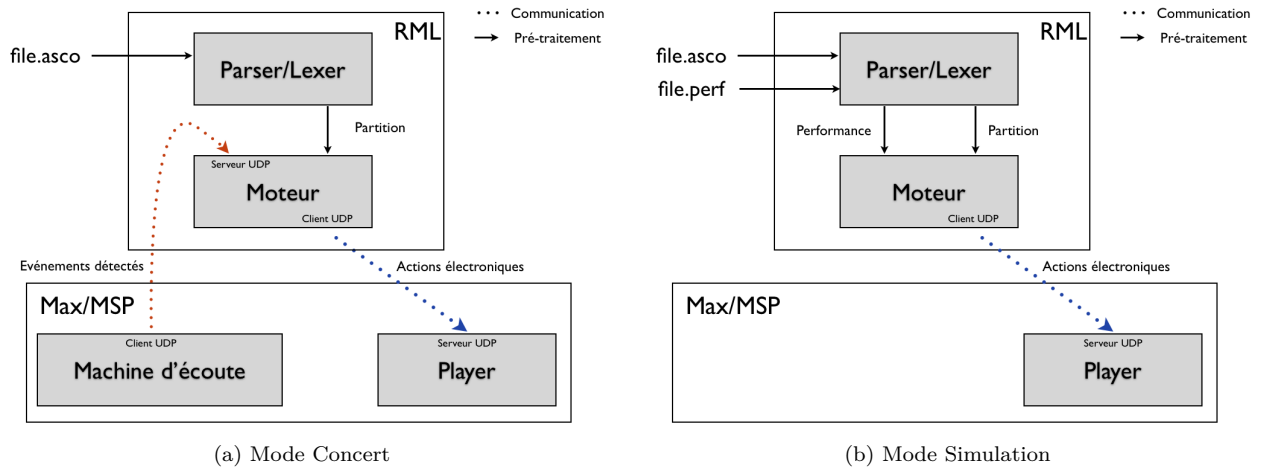 Communication
RML
Pré-traitement
file.asco
Parser/Lexer
Partition
Serveur UDP
Moteur
Client UDP
Evénements détectés
Actions électroniques
Max/MSP
Client UDP
Machine d'écoute
Serveur UDP
Player
(a) Mode Concert
Communication
RML
Pré-traitement
file.asco
file.perf
Parser/Lexer
Performance
Partition
Moteur
Client UDP
Actions électroniques
Max/MSP
Serveur UDP
Player
(b) Mode Simulation